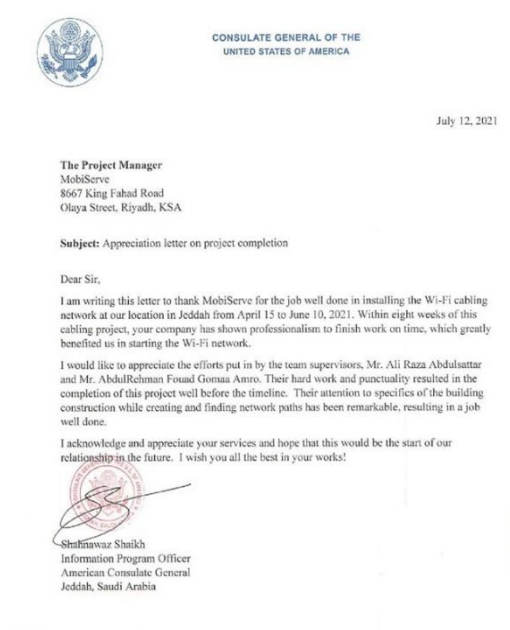 CONSULATE GENERAL OF THE
UNITED STATES OF AMERICA
July 12, 2021
The Project Manager
MobiServe
8667 King Fahad Road
Olaya Street, Riyadh, KSA
Subject: Appreciation letter on project completion
Dear Sir,
I am writing this letter to thank MobiServe for the job well done in installing the Wi-Fi cabling
network at our location in Jeddah from April 15 to June 10, 2021. Within eight weeks of this
cabling project, your company has shown professionalism to finish work on time, which greatly
benefited us in starting the Wi-Fi network.
I would like to appreciate the efforts put in by the team supervisors, Mr. Ali Raza Abdulsattar
and Mr. AbdulRehman Fouad Gomaa Amro. Their hard work and punctuality resulted in the
completion of this project well before the timeline. Their attention to specifics of the building
construction while creating and finding network paths has been remarkable, resulting in a job
well done.
I acknowledge and appreciate your services and hope that this would be the start of our
relationship in the future. I wish you all the best in your works!
Shahnawaz Shaikh
Information Program Officer
American Consulate General
Jeddah, Saudi Arabia